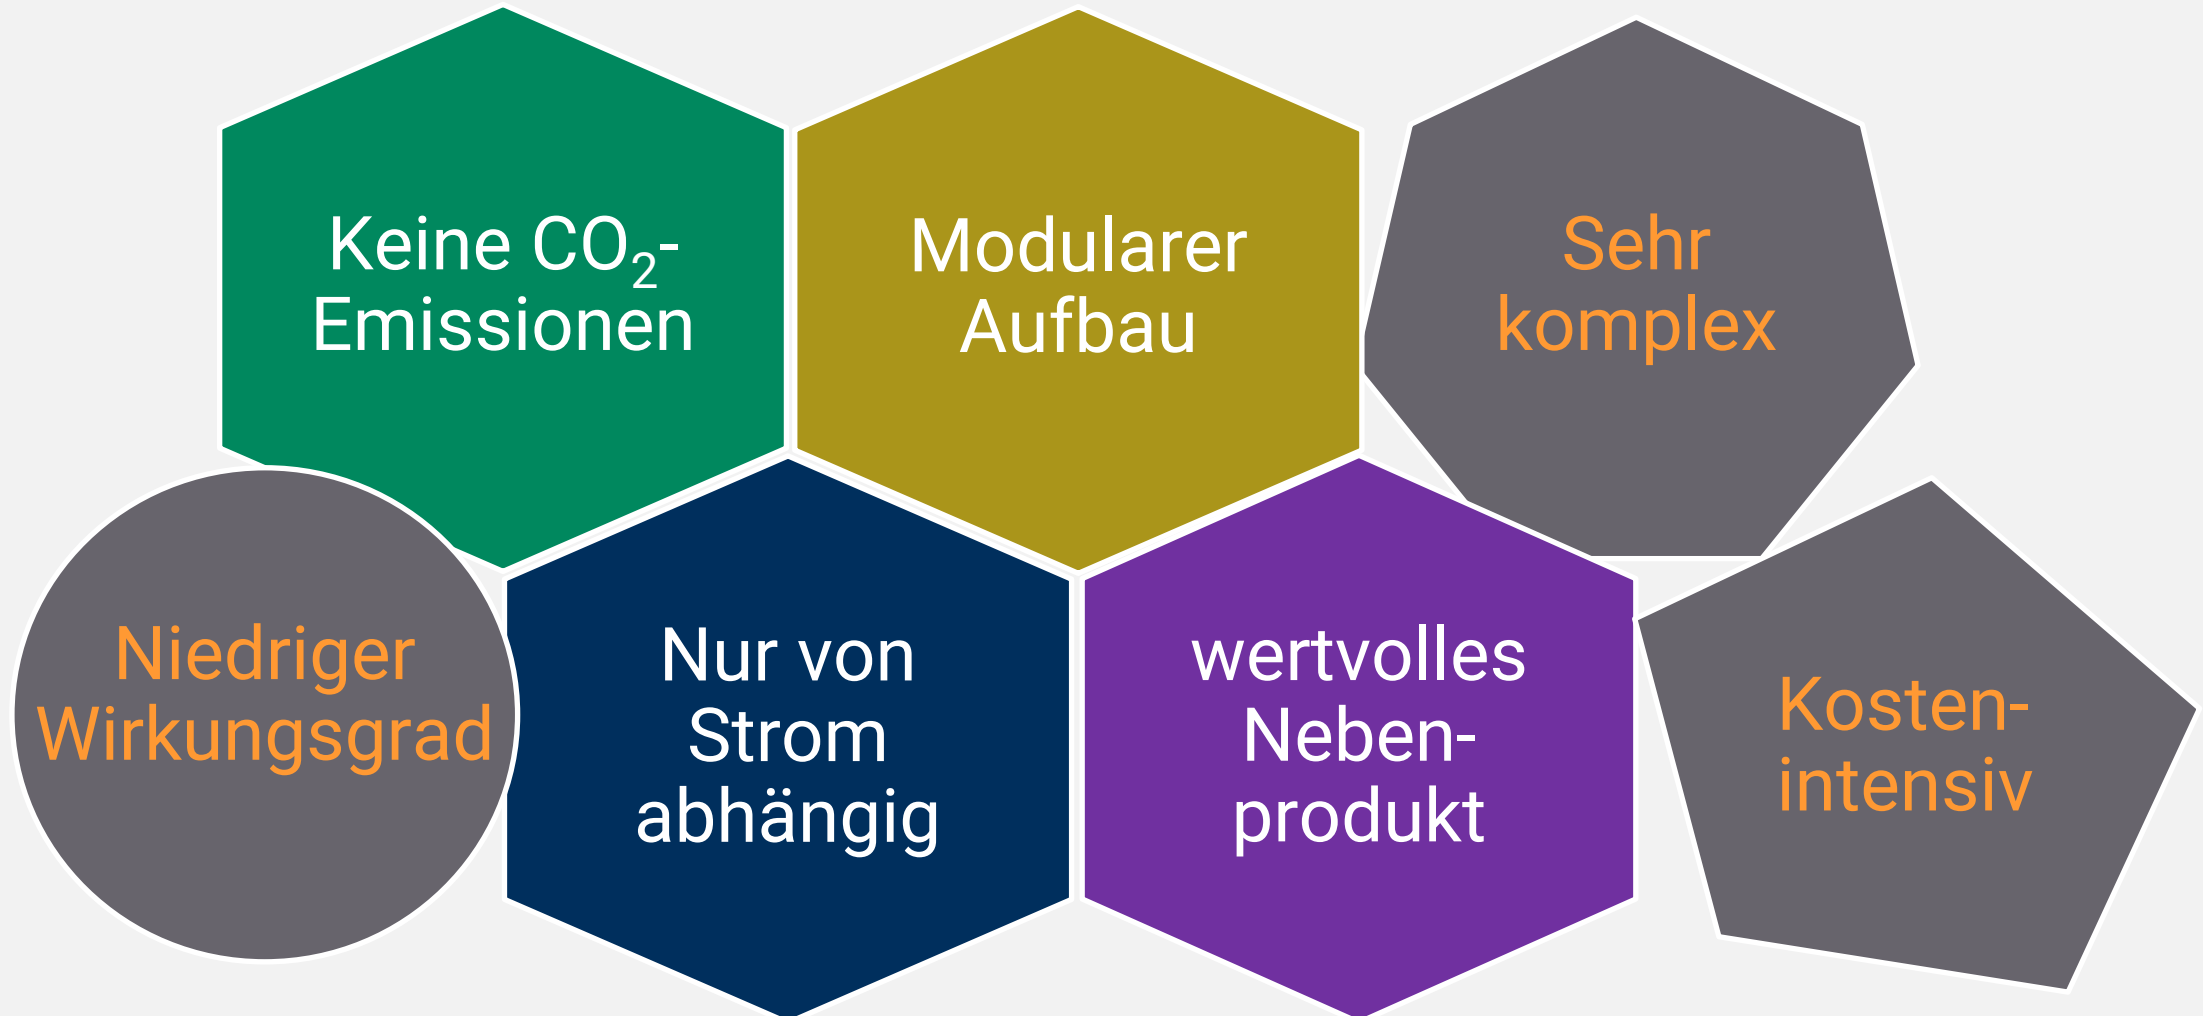 Keine CO₂-
Emissionen
Modularer
Aufbau
Sehr
komplex
Niedriger
Wirkungsgrad
Nur von
Strom
abhängig
wertvolles
Neben-
produkt
Kosten-
intensiv